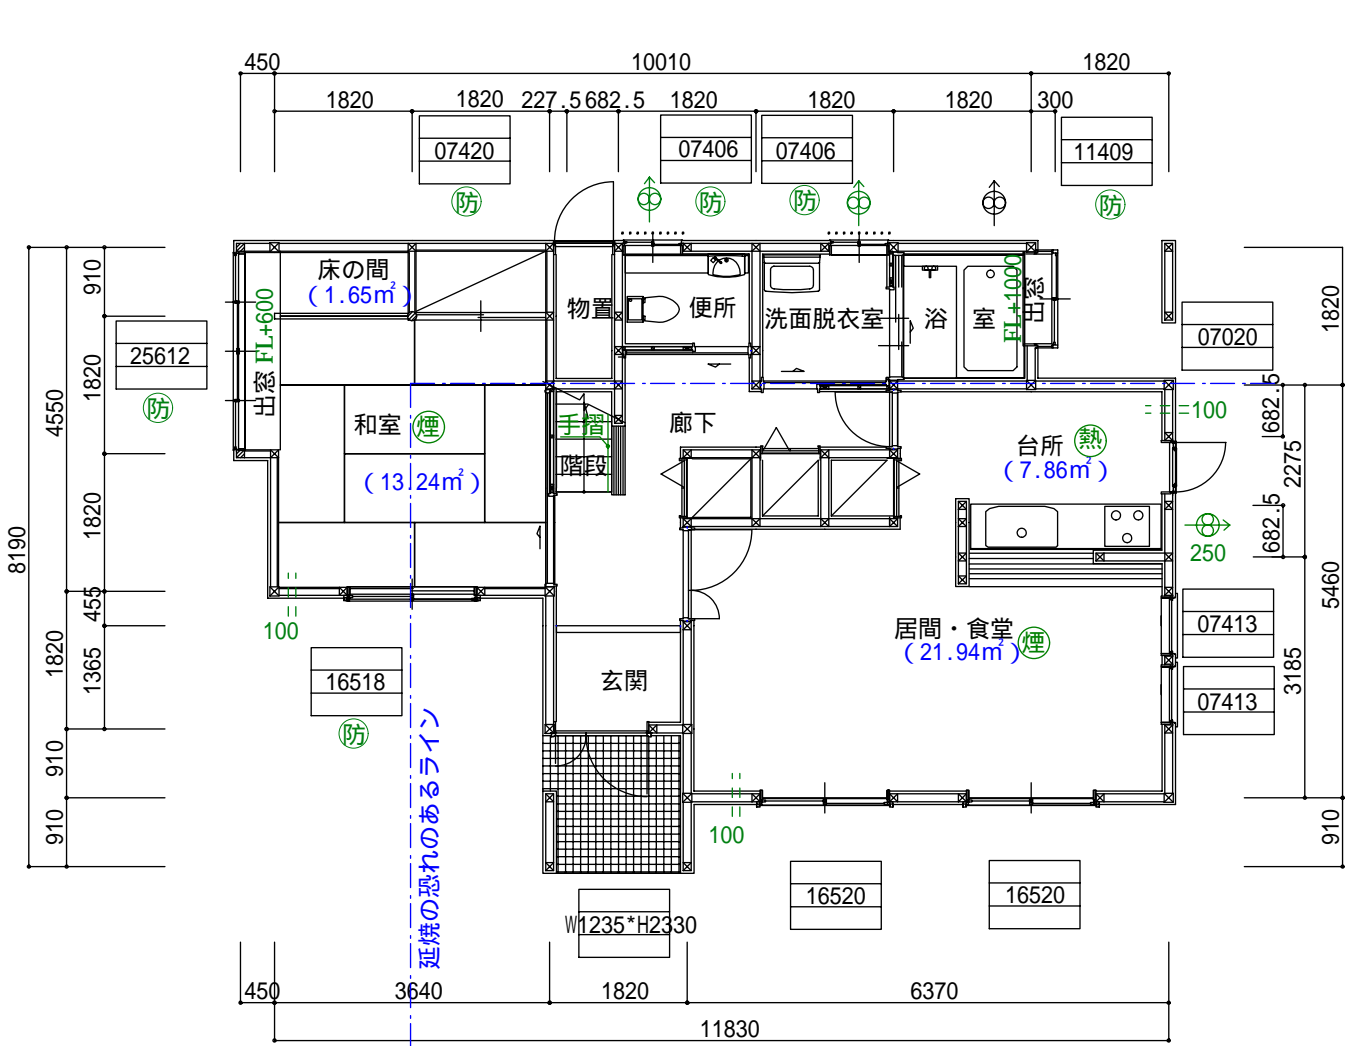 450
10010
1820
1820
1820
227.5
682.5
1820
1820
1820
300
07420
07406
07406
11409
防
防
防
防
910
1820
4550
1820
8190
455
1820
1365
910
910
25612
防
床の間
(1.65㎡)
出窓 FL+600
物置
便所
洗面脱衣室
浴室
FL+1000
出窓
07020
1820
和室
煙
(13.24㎡)
手摺
階段
廊下
台所
熱
(7.86㎡)
100
682.5
2275
682.5
250
5460
100
16518
防
玄関
居間・食堂
(21.94㎡)
煙
07413
07413
3185
910
延焼の恐れのあるライン
100
W1235*H2330
16520
16520
450
3640
1820
6370
11830